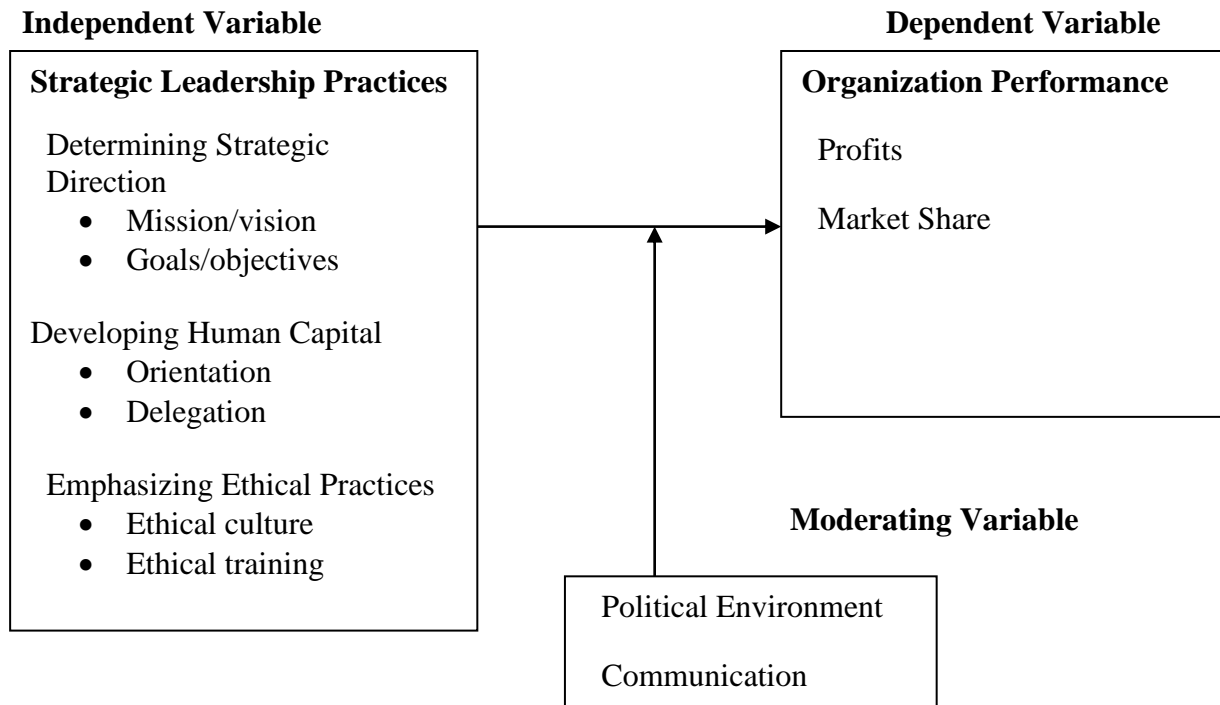 Independent Variable
Strategic Leadership Practices
Determining Strategic
Direction
• Mission/vision
• Goals/objectives
Developing Human Capital
• Orientation
• Delegation
Emphasizing Ethical Practices
• Ethical culture
• Ethical training
Dependent Variable
Organization Performance
Profits
Market Share
Moderating Variable
Political Environment
Communication